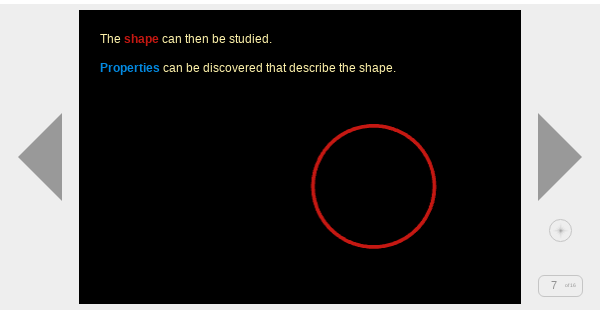 The shape can then be studied.
Properties can be discovered that describe the shape.
7 of 16